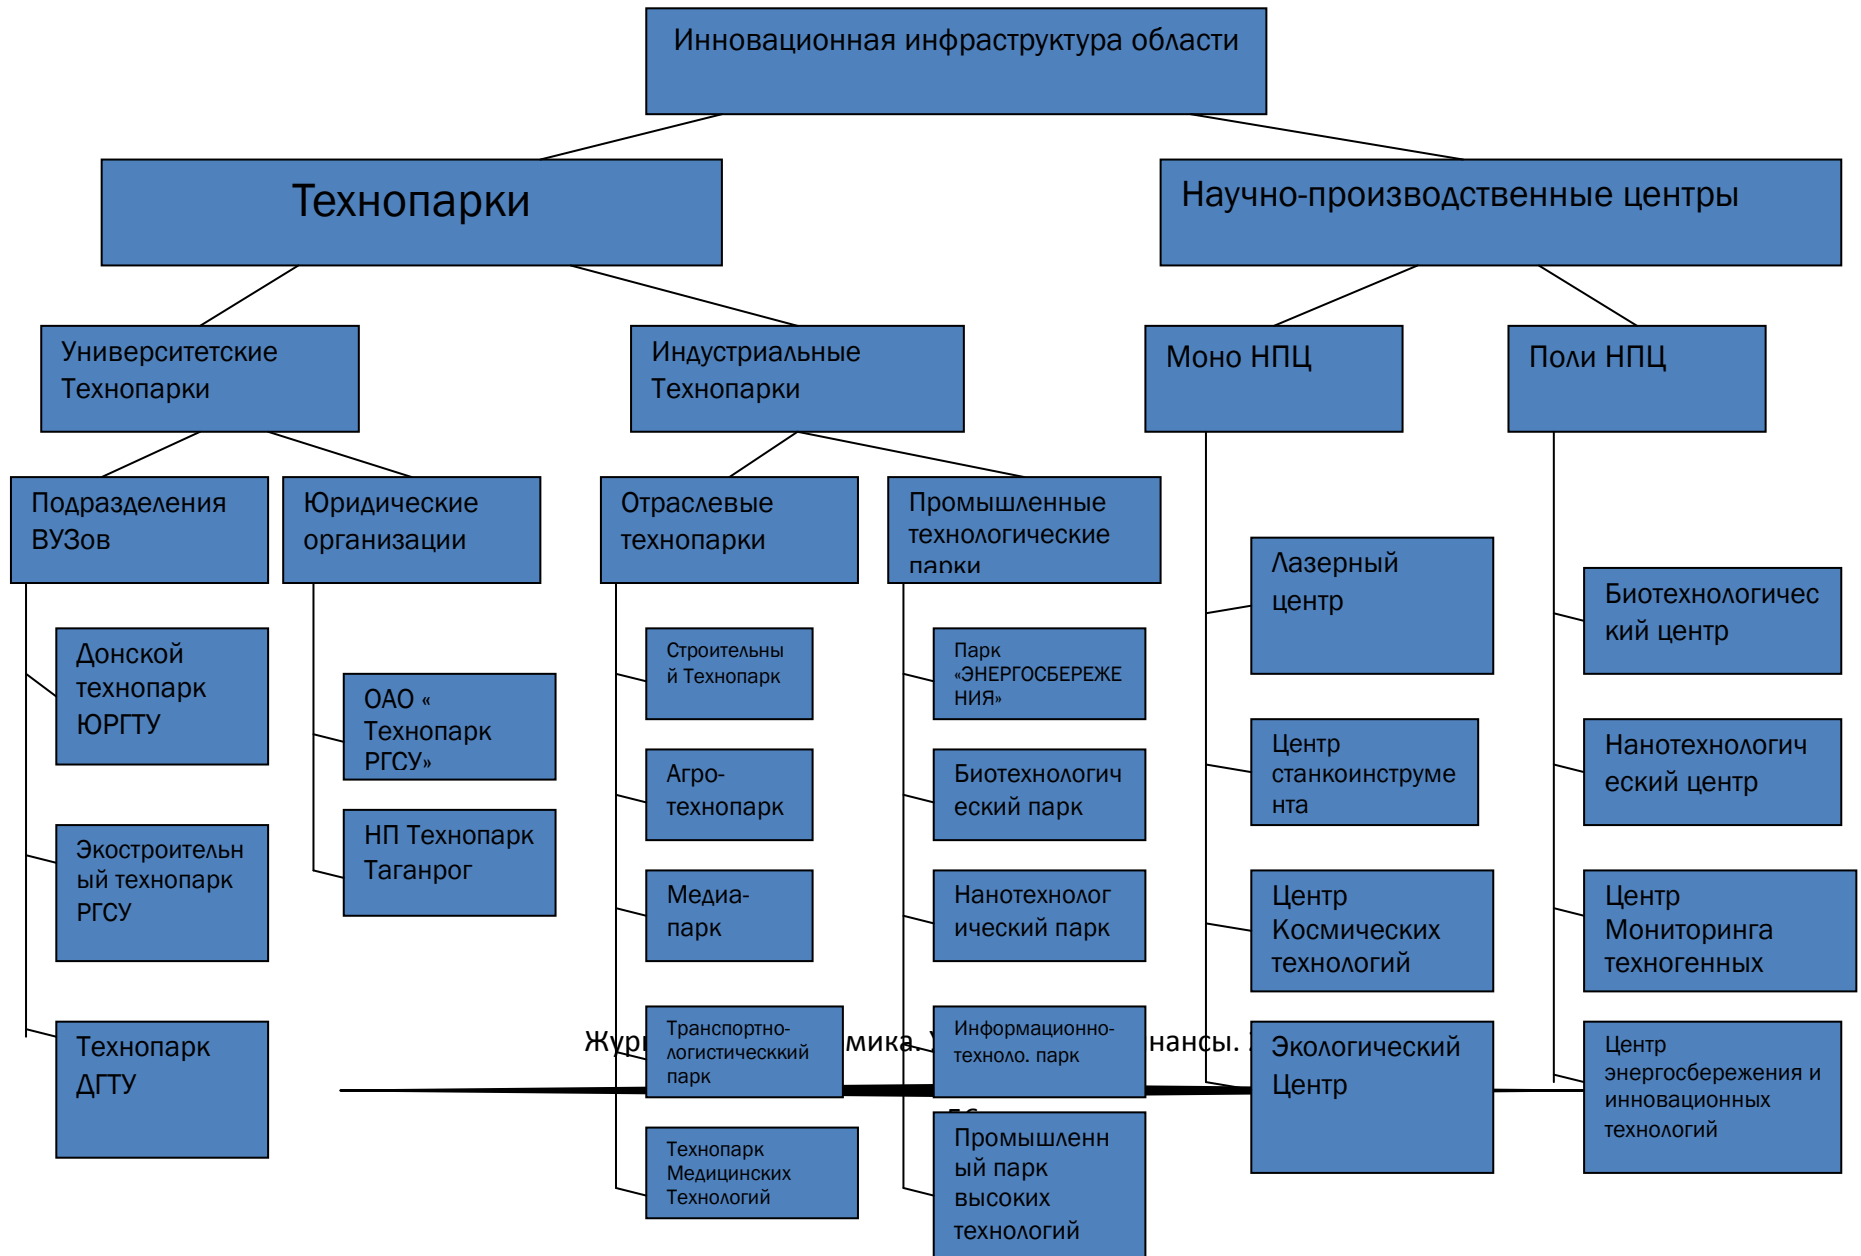 Инновационная инфраструктура области
Технопарки
Научно-производственные центры
Университетские
Технопарки
Индустриальные
Технопарки
Моно НПЦ
Поли НПЦ
Подразделения
ВУЗов
Юридические
организации
Отраслевые
технопарки
Промышленные
технологические
парки
Донской
технопарк
ЮРГТУ
Экостроительн
ый технопарк
РГСУ
Технопарк
ДГТУ
ОАО «
Технопарк
РГСУ»
НП Технопарк
Таганрог
Строительны
й Технопарк
Агро-
технопарк
Медиа-
парк
Транспортно-
логистическкий
парк
Технопарк
Медицинских
Технологий
Парк
«ЭНЕРГОСБЕРЕЖЕ
НИЯ»
Биотехнологич
еский парк
Нанотехнолог
ический парк
Информационно-
техноло. парк
Промышленн
ый парк
высоких
технологий
Лазерный
центр
Центр
станкоинструме
нта
Центр
Космических
технологий
Экологический
Центр
Биотехнологичес
кий центр
Нанотехнологич
еский центр
Центр
Мониторинга
техногенных
Центр
энергосбережения и
инновационных
технологий